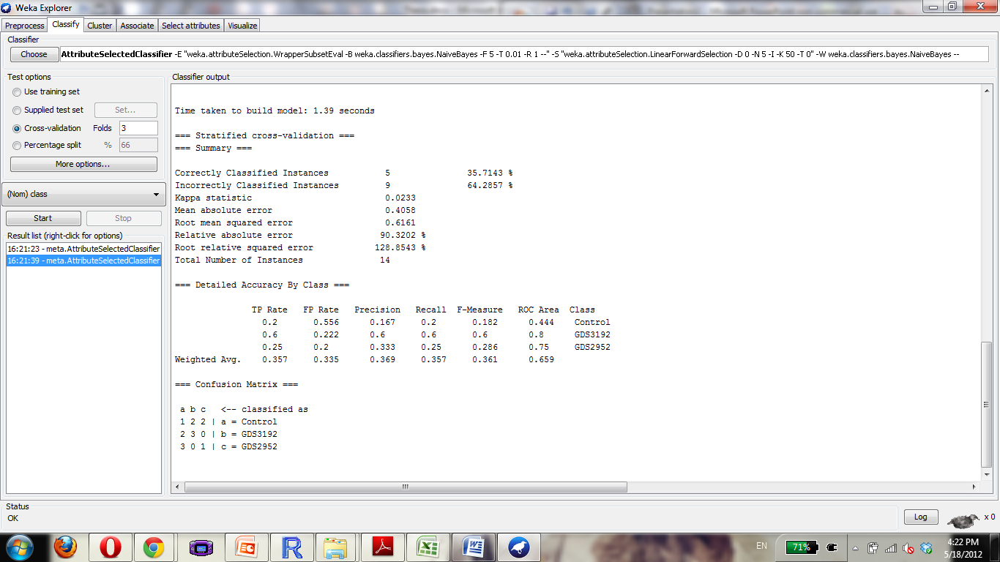 Weka Explorer
Preprocess Classify Cluster Associate Select attributes Visualize
Classifier
Choose AttributeSelectedClassifier -E "weka.attributeSelection.WrapperSubsetEval -B weka.classifiers.bayes.NaiveBayes -F 5 -T 0.01 -R 1 --" -S "weka.attributeSelection.LinearForwardSelection -D 0 -N 5 -I -K 50 -T 0" -W weka.classifiers.bayes.NaiveBayes --
Test options
Use training set
Supplied test set Set...
Cross-validation Folds 3
Percentage split % 66
More options...
(Nom) class
Start Stop
Result list (right-click for options)
16:21:23 - meta.AttributeSelectedClassifier
16:21:39 - meta.AttributeSelectedClassifier
Classifier output
Time taken to build model: 1.39 seconds
=== Stratified cross-validation ===
=== Summary ===
Correctly Classified Instances 5 35.7143 %
Incorrectly Classified Instances 9 64.2857 %
Kappa statistic 0.0233
Mean absolute error 0.4058
Root mean squared error 0.6161
Relative absolute error 90.3202 %
Root relative squared error 128.8543 %
Total Number of Instances 14
=== Detailed Accuracy By Class ===
TP Rate FP Rate Precision Recall F-Measure ROC Area Class
0.2 0.556 0.167 0.2 0.182 0.444 Control
0.6 0.222 0.6 0.6 0.6 0.8 GDS3192
0.25 0.2 0.333 0.25 0.286 0.75 GDS2952
Weighted Avg. 0.357 0.335 0.369 0.357 0.361 0.659
=== Confusion Matrix ===
a b c <-- classified as
1 2 2 | a = Control
2 3 0 | b = GDS3192
3 0 1 | c = GDS2952
Status
OK
Log x 0
EN 71% 4:22 PM
5/18/2012